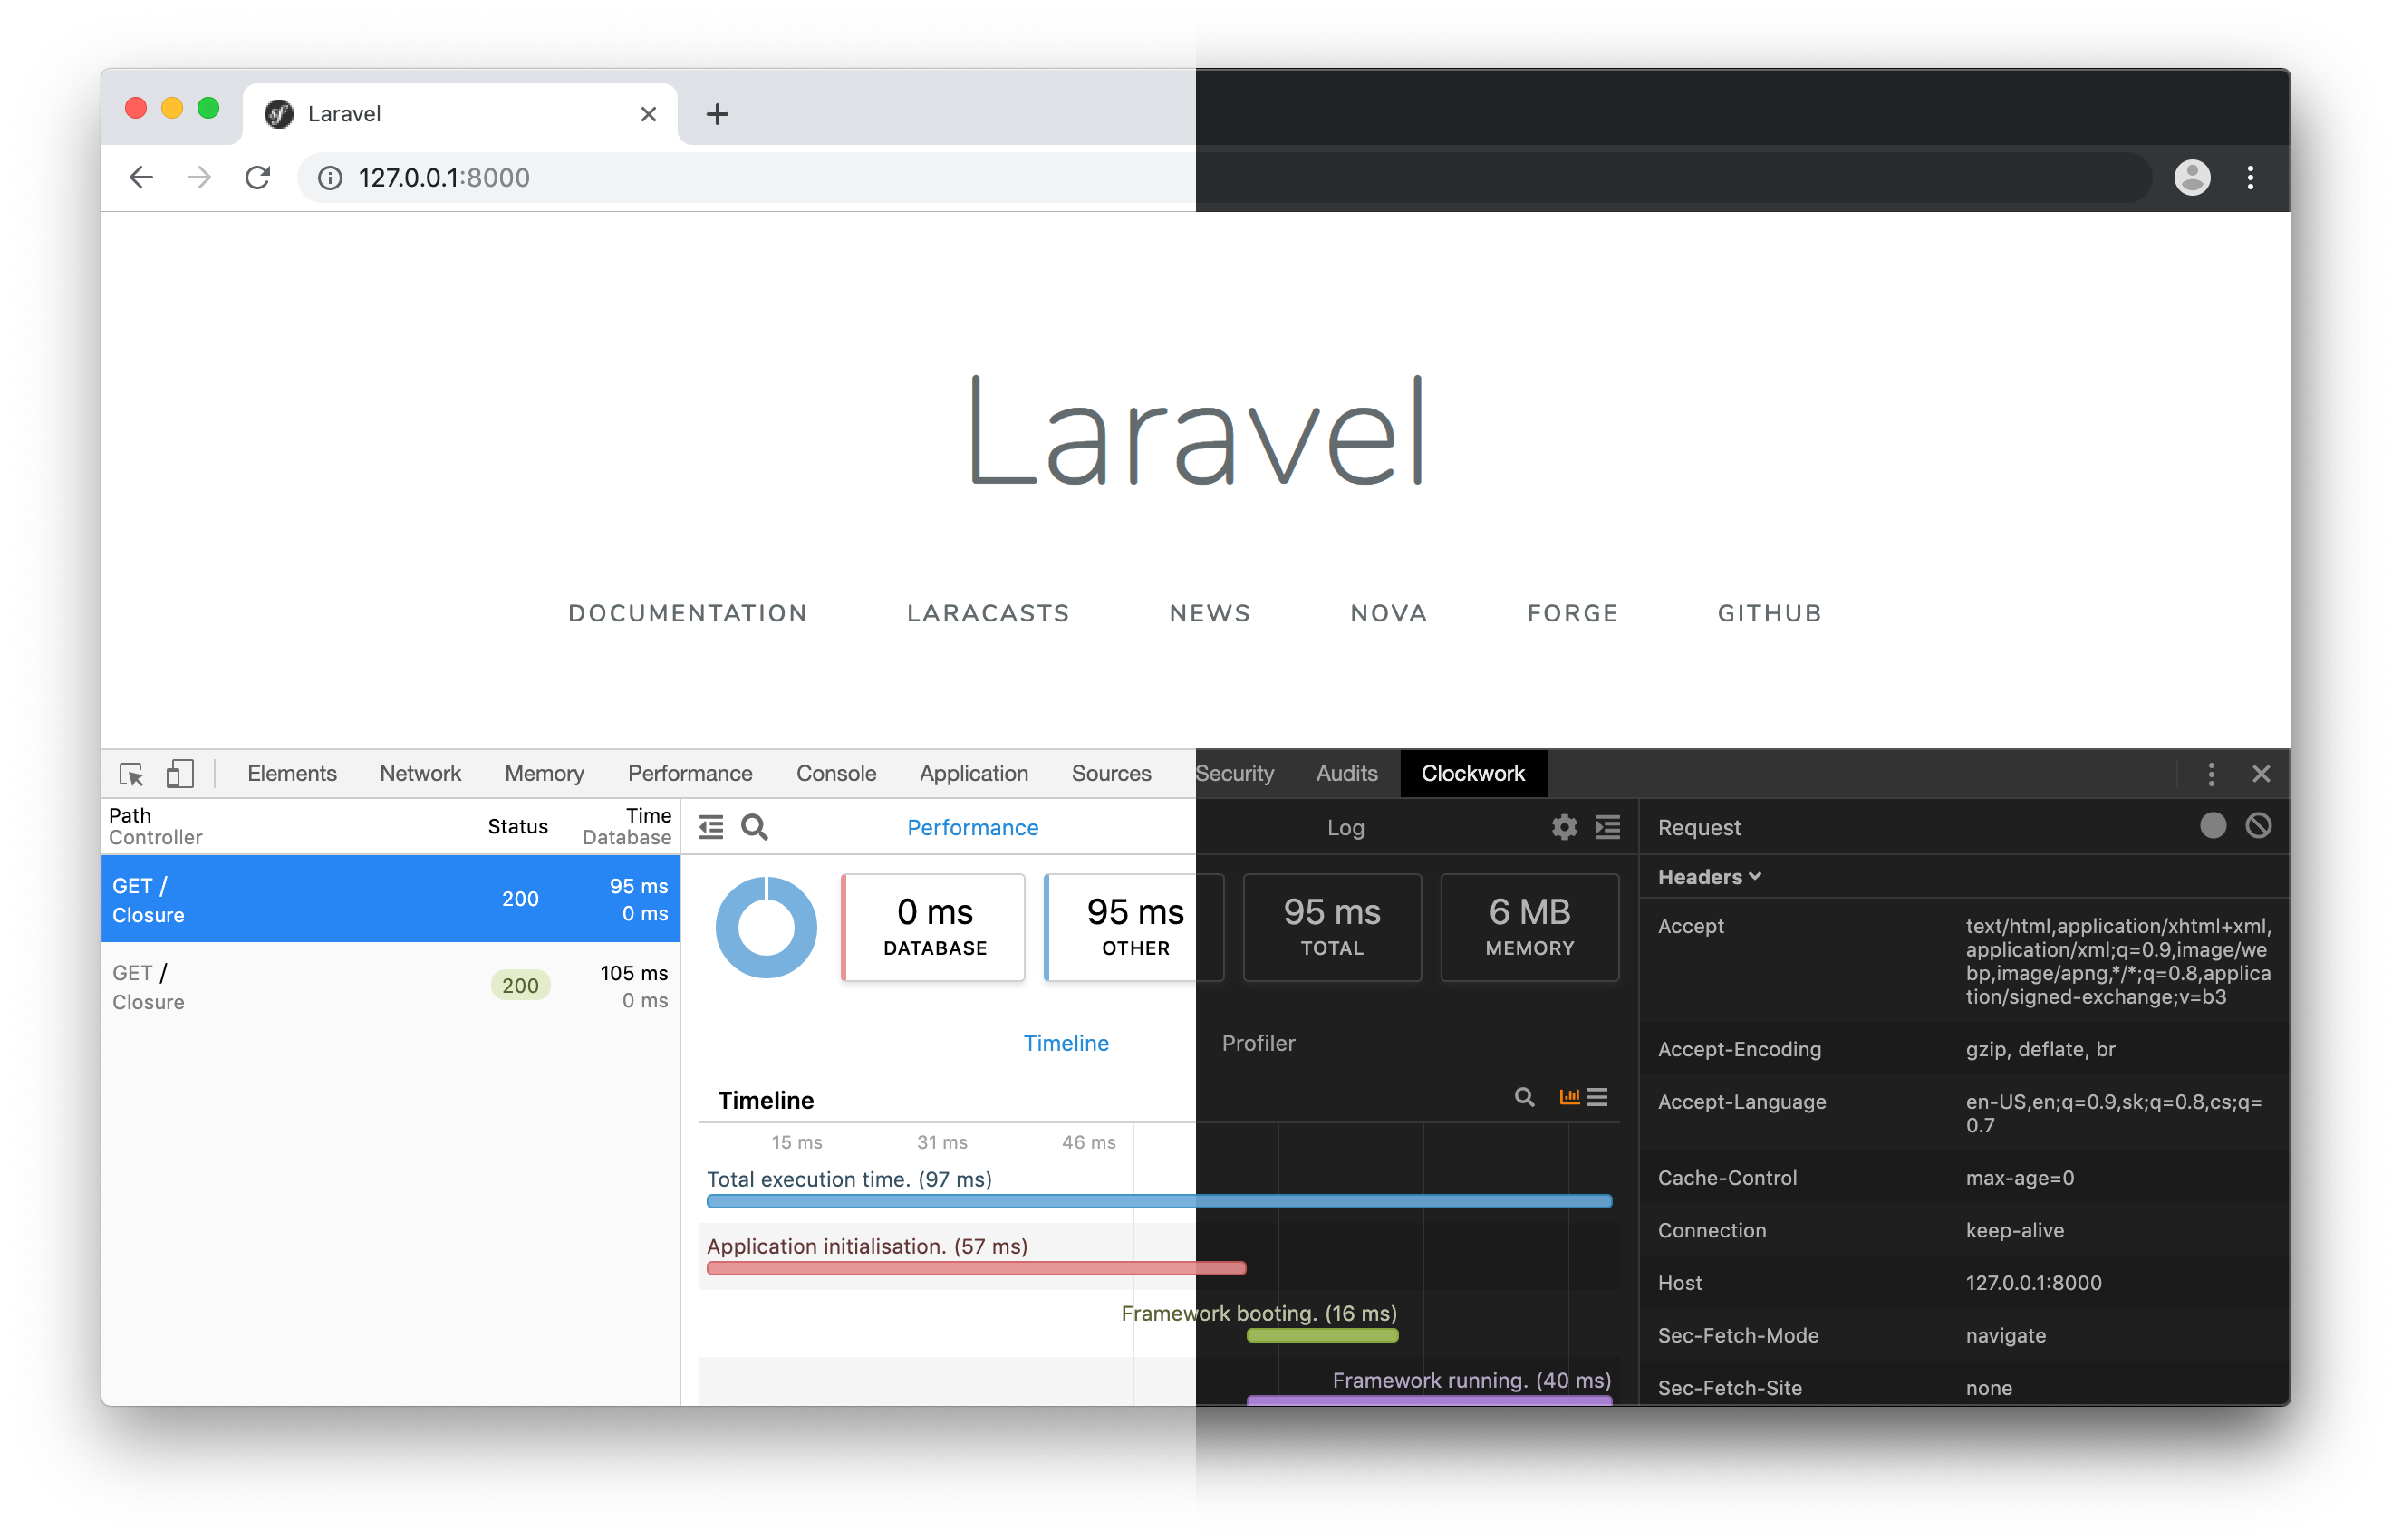 sf Laravel
127.0.0.1:8000
Laravel
DOCUMENTATION LARACASTS NEWS NOVA FORGE GITHUB
Elements Network Memory Performance Console Application Sources Security Audits Clockwork
Path Status Time
Controller Database
GET / 200 95 ms
Closure 0 ms
GET / 200 105 ms
Closure 0 ms
Performance Log
0 ms 95 ms 95 ms 6 MB
DATABASE OTHER TOTAL MEMORY
Timeline Profiler
Timeline
15 ms 31 ms 46 ms
Total execution time. (97 ms)
Application initialisation. (57 ms)
Framework booting. (16 ms)
Framework running. (40 ms)
Request
Headers
Accept text/html,application/xhtml+xml,
application/xml;q=0.9,image/we
bp,image/apng,*/*;q=0.8,applica
tion/signed-exchange;v=b3
Accept-Encoding gzip, deflate, br
Accept-Language en-US,en;q=0.9,sk;q=0.8,cs;q=
0.7
Cache-Control max-age=0
Connection keep-alive
Host 127.0.0.1:8000
Sec-Fetch-Mode navigate
Sec-Fetch-Site none